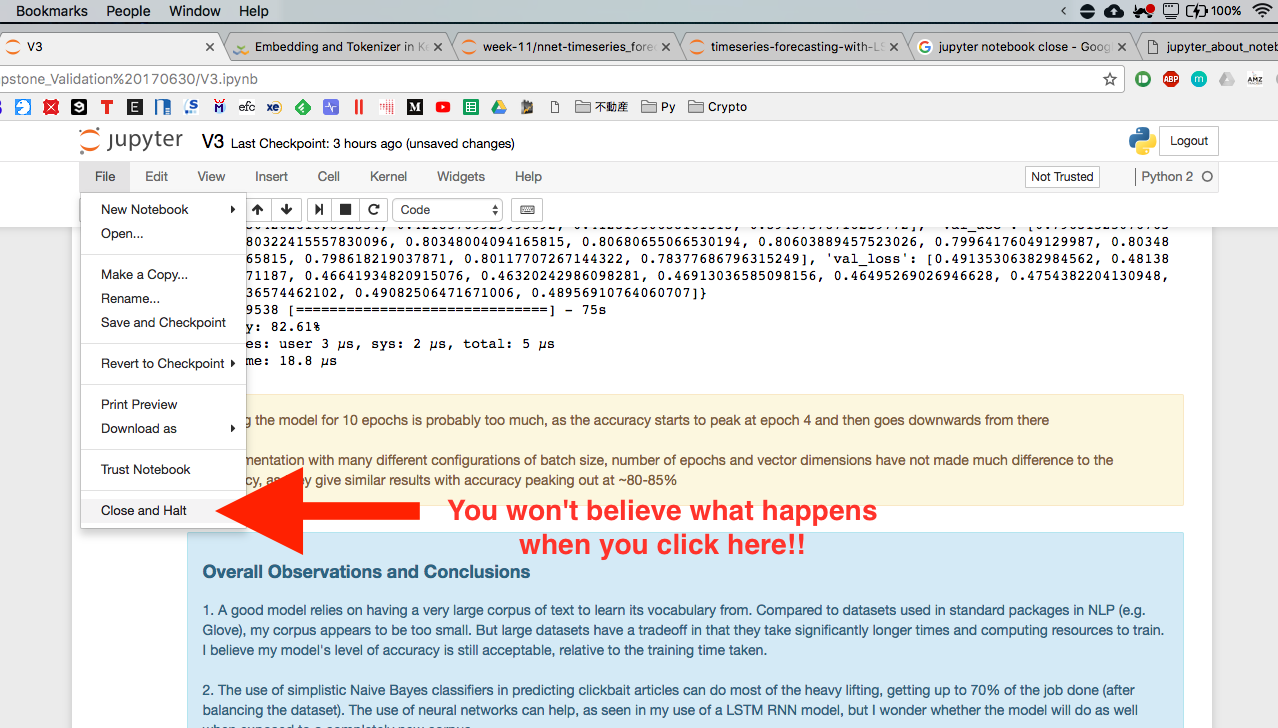 Bookmarks People Window Help 100%
V3 Embedding and Tokenizer in Ke week-11/nnet-timeseries_fore timeseries-forecasting-with-LS jupyter notebook close - Goog jupyter_about_noteb
pstone_Validation%20170630/V3.ipynb ABP m AMZ
9 T E S M efc xe M 不動産 Py Crypto
jupyter V3 Last Checkpoint: 3 hours ago (unsaved changes) Logout
File Edit View Insert Cell Kernel Widgets Help Not Trusted Python 2
Code
New Notebook
Open...
Make a Copy...
Rename...
Save and Checkpoint
Revert to Checkpoint
Print Preview
Download as
Trust Notebook
Close and Halt
80322415557830096, 0.80348004094165815, 0.80680655066530194, 0.80603889457523026, 0.79964176049129987, 0.80348
65815, 0.798618219037871, 0.80117707267144322, 0.78377686796315249], 'val_loss': [0.49135306382984562, 0.48138
71187, 0.46641934820915076, 0.46320242986098281, 0.46913036585098156, 0.46495269026946628, 0.4754382204130948,
36574462102, 0.49082506471671006, 0.48956910764060707]}
9538 [==============================] - 75s
y: 82.61%
es: user 3 µs, sys: 2 µs, total: 5 µs
me: 18.8 µs
g the model for 10 epochs is probably too much, as the accuracy starts to peak at epoch 4 and then goes downwards from there
mentation with many different configurations of batch size, number of epochs and vector dimensions have not made much difference to the
cy, as they give similar results with accuracy peaking out at ~80-85%
You won't believe what happens
when you click here!!
Overall Observations and Conclusions
1. A good model relies on having a very large corpus of text to learn its vocabulary from. Compared to datasets used in standard packages in NLP (e.g.
Glove), my corpus appears to be too small. But large datasets have a tradeoff in that they take significantly longer times and computing resources to train.
I believe my model's level of accuracy is still acceptable, relative to the training time taken.
2. The use of simplistic Naive Bayes classifiers in predicting clickbait articles can do most of the heavy lifting, getting up to 70% of the job done (after
balancing the dataset). The use of neural networks can help, as seen in my use of a LSTM RNN model, but I wonder whether the model will do as well